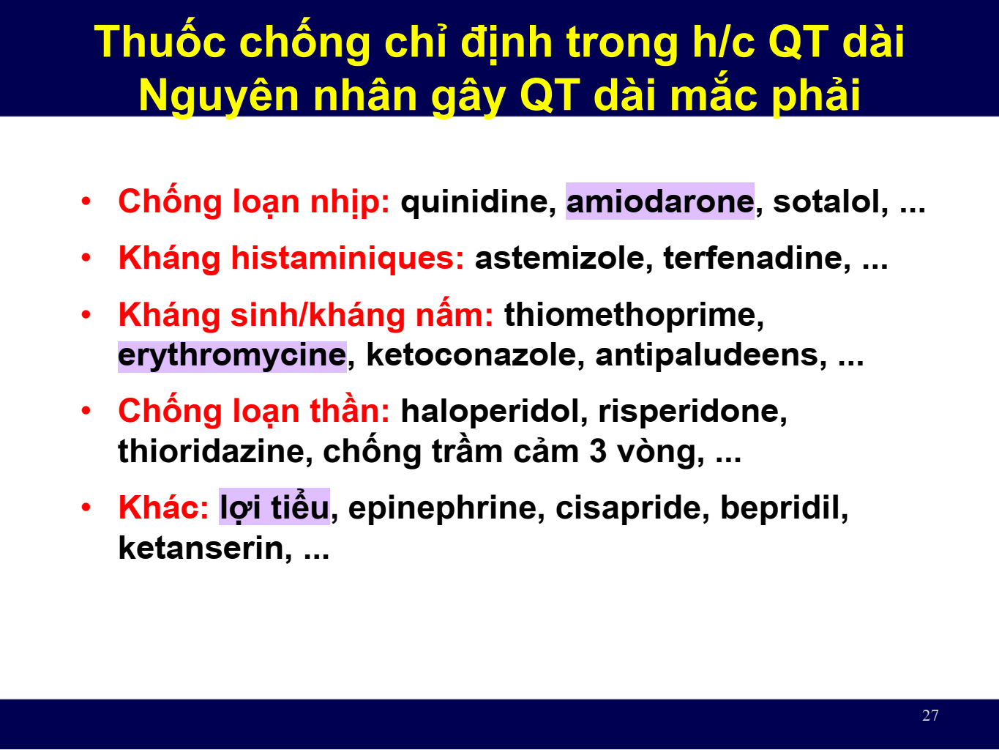 Thuốc chống chỉ định trong h/c QT dài
Nguyên nhân gây QT dài mắc phải
• Chống loạn nhịp: quinidine, amiodarone, sotalol, ...
• Kháng histaminiques: astemizole, terfenadine, ...
• Kháng sinh/kháng nấm: thiomethoprime,
erythromycine, ketoconazole, antipaludeens, ...
• Chống loạn thần: haloperidol, risperidone,
thioridazine, chống trầm cảm 3 vòng, ...
• Khác: lợi tiểu, epinephrine, cisapride, bepridil,
ketanserin, ...
27